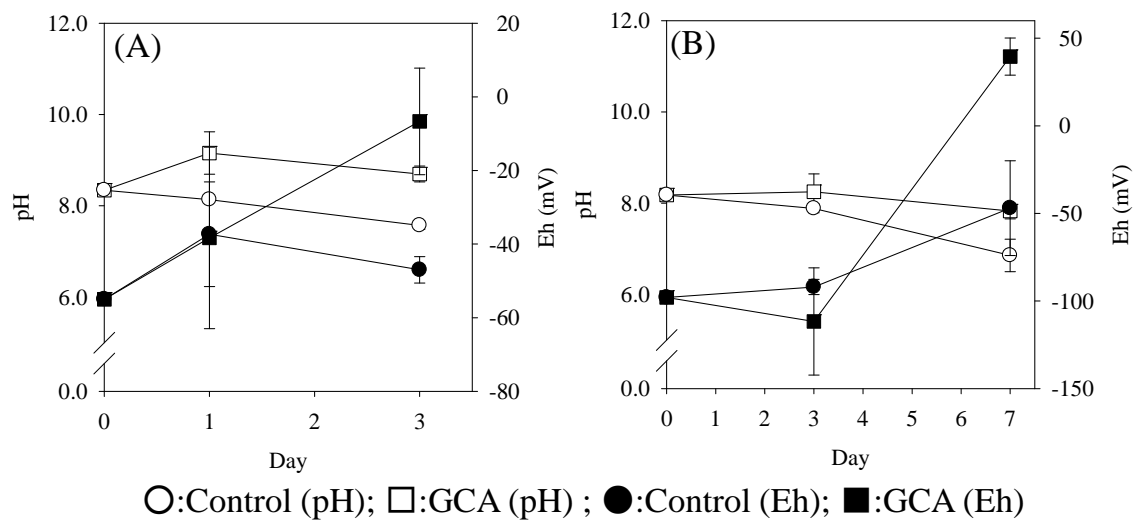 (A)
12.0
10.0
8.0
6.0
0.0
pH
20
0
-20
-40
-60
-80
Eh (mV)
0 1 2 3
Day
(B)
12.0
10.0
8.0
6.0
0.0
pH
50
0
-50
-100
-150
Eh (mV)
0 1 2 3 4 5 6 7
Day
:Control (pH); :GCA (pH) ; :Control (Eh); :GCA (Eh)